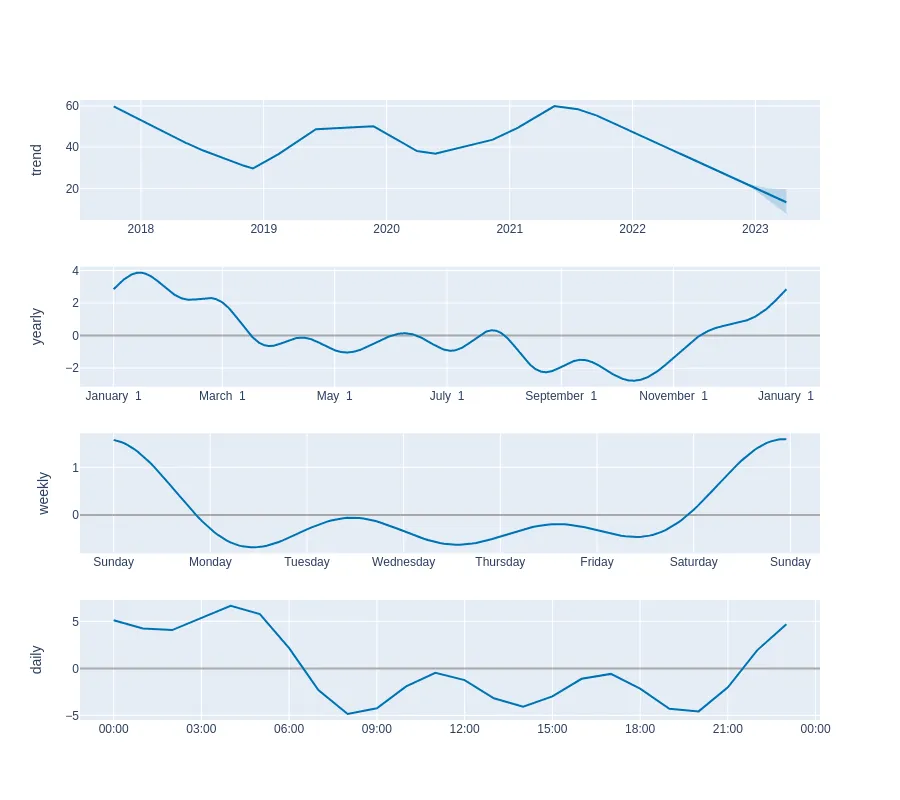 60
40
20
trend
2018 2019 2020 2021 2022 2023
4
2
0
−2
yearly
January 1 March 1 May 1 July 1 September 1 November 1 January 1
1
0
weekly
Sunday Monday Tuesday Wednesday Thursday Friday Saturday Sunday
5
0
−5
daily
00:00 03:00 06:00 09:00 12:00 15:00 18:00 21:00 00:00